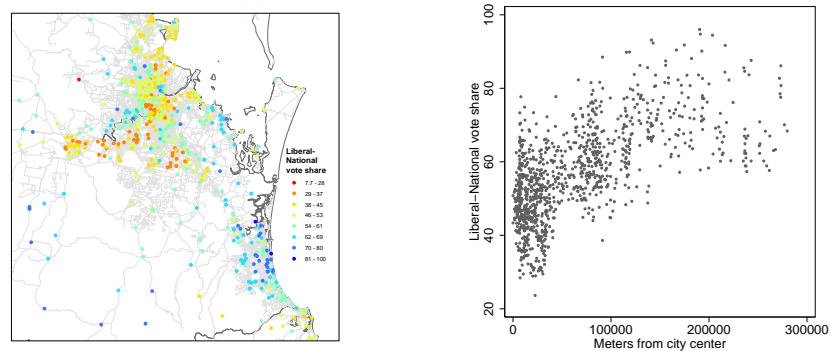 Liberal-
National
vote share
7.7 - 28
29 - 37
38 - 45
46 - 53
54 - 61
62 - 69
70 - 80
81 - 100
Liberal−National vote share
100
80
60
40
20
0
100000
200000
300000
Meters from city center